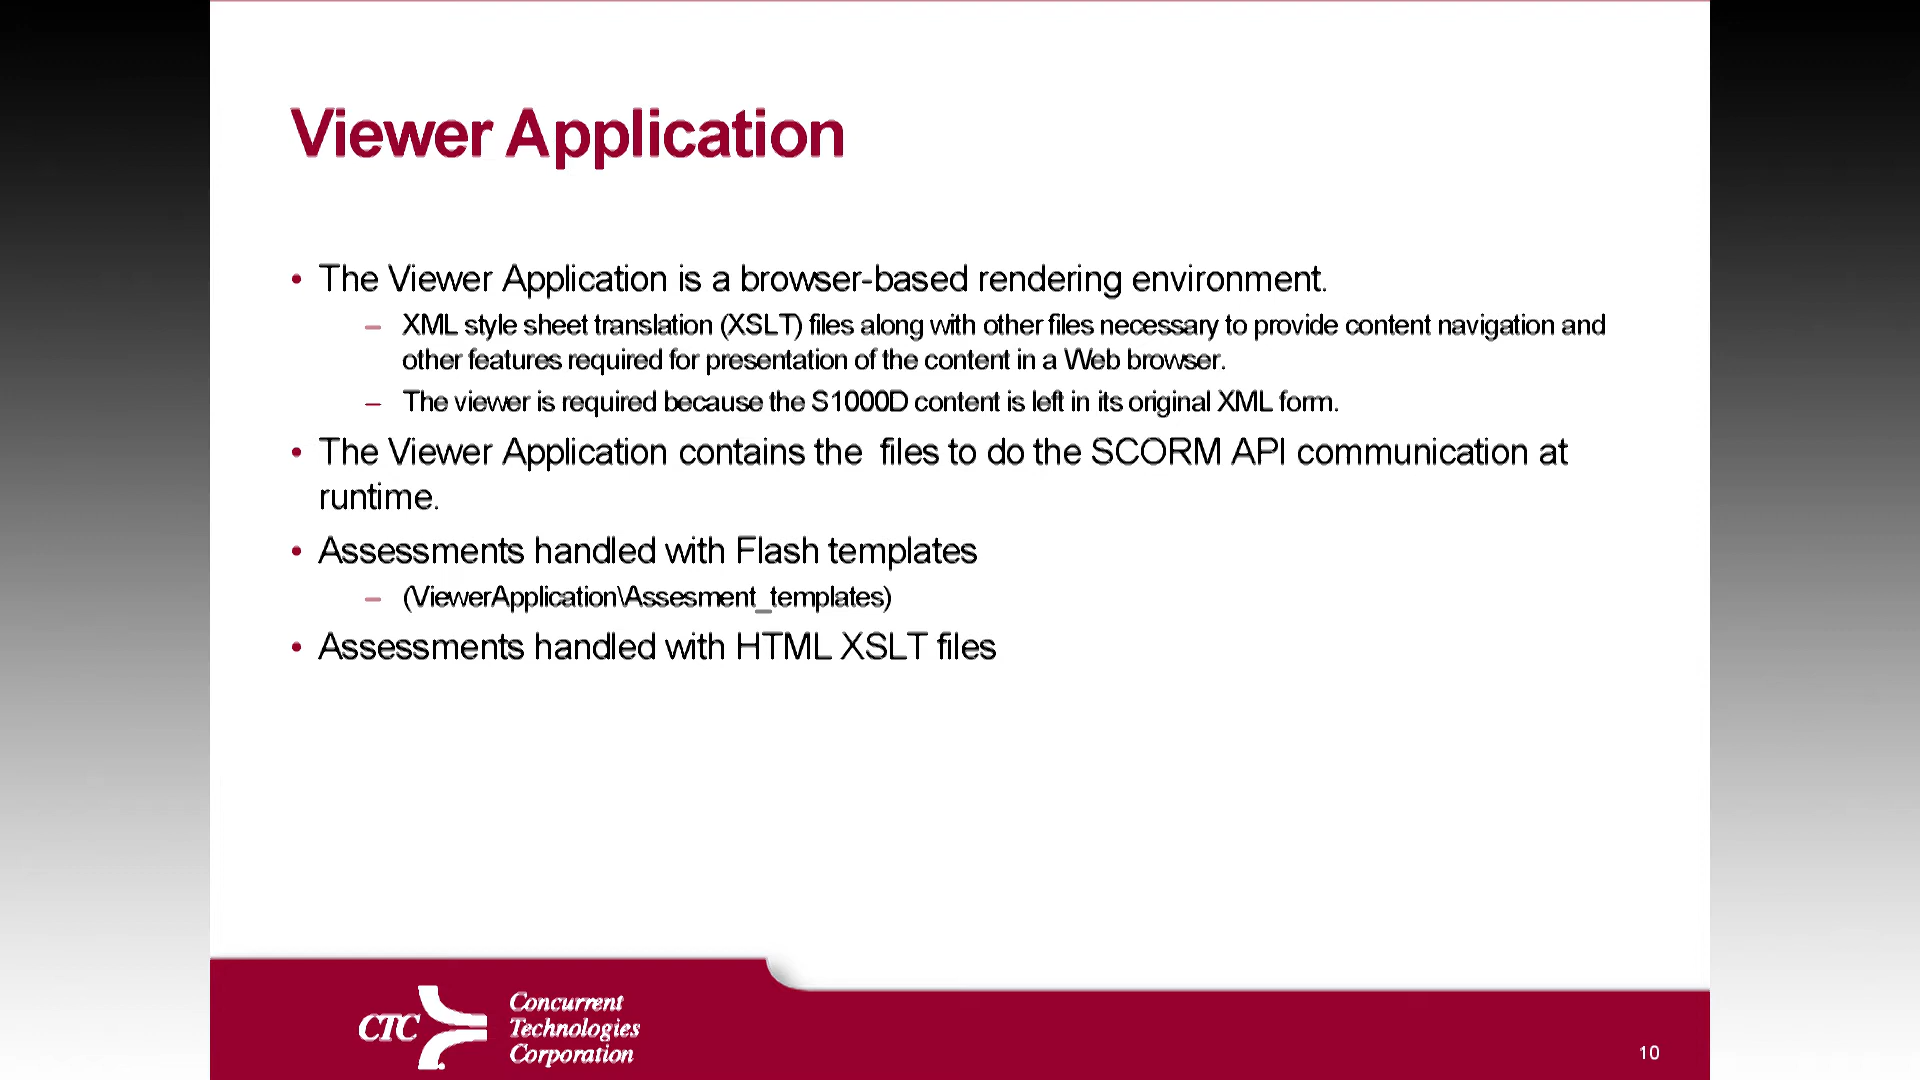 Viewer Application
• The Viewer Application is a browser-based rendering environment.
– XML style sheet translation (XSLT) files along with other files necessary to provide content navigation and
other features required for presentation of the content in a Web browser.
– The viewer is required because the S1000D content is left in its original XML form.
• The Viewer Application contains the files to do the SCORM API communication at
runtime.
• Assessments handled with Flash templates
– (ViewerApplication\Assesment_templates)
• Assessments handled with HTML XSLT files
CTC
Concurrent
Technologies
Corporation
10